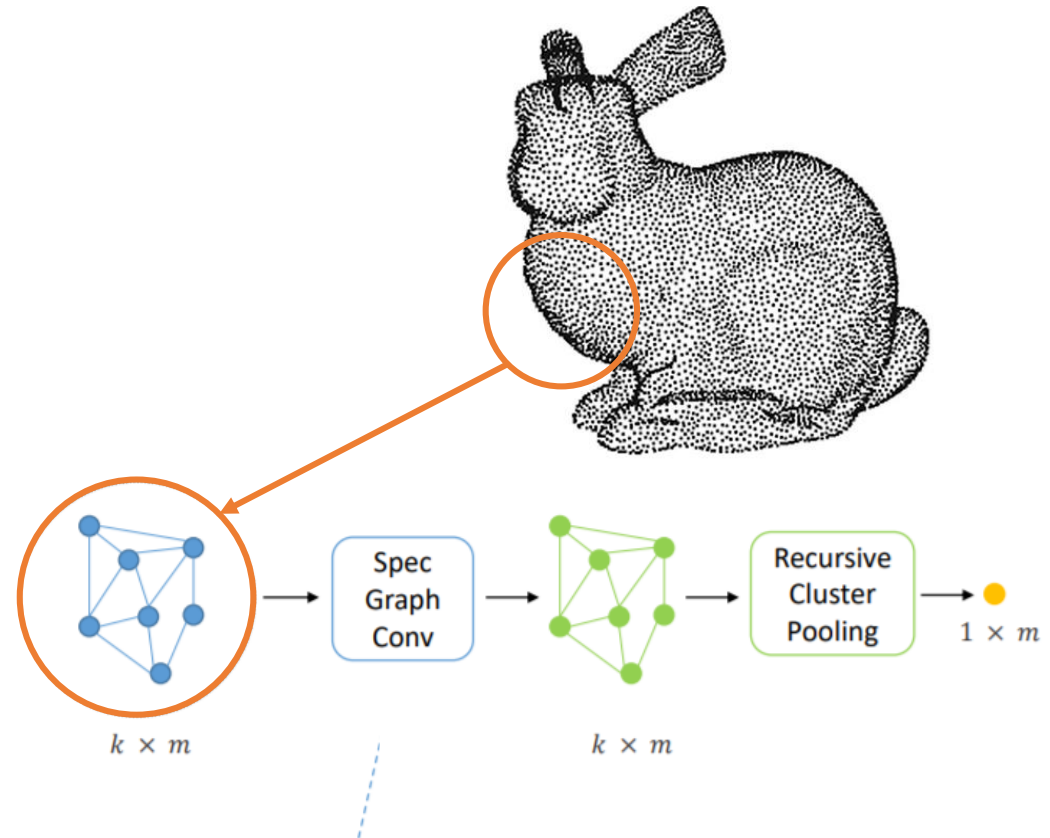 Spec
Graph
Conv
Recursive
Cluster
Pooling
1 × m
k × m
k × m